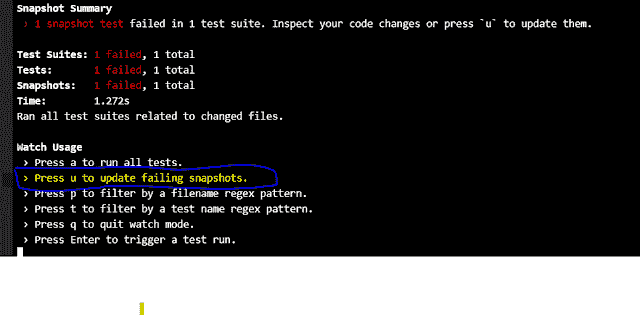 Snapshot Summary
› 1 snapshot test failed in 1 test suite. Inspect your code changes or press `u` to update them.
Test Suites: 1 failed, 1 total
Tests: 1 failed, 1 total
Snapshots: 1 failed, 1 total
Time: 1.272s
Ran all test suites related to changed files.
Watch Usage
› Press a to run all tests.
› Press u to update failing snapshots.
› Press p to filter by a filename regex pattern.
› Press t to filter by a test name regex pattern.
› Press q to quit watch mode.
› Press Enter to trigger a test run.